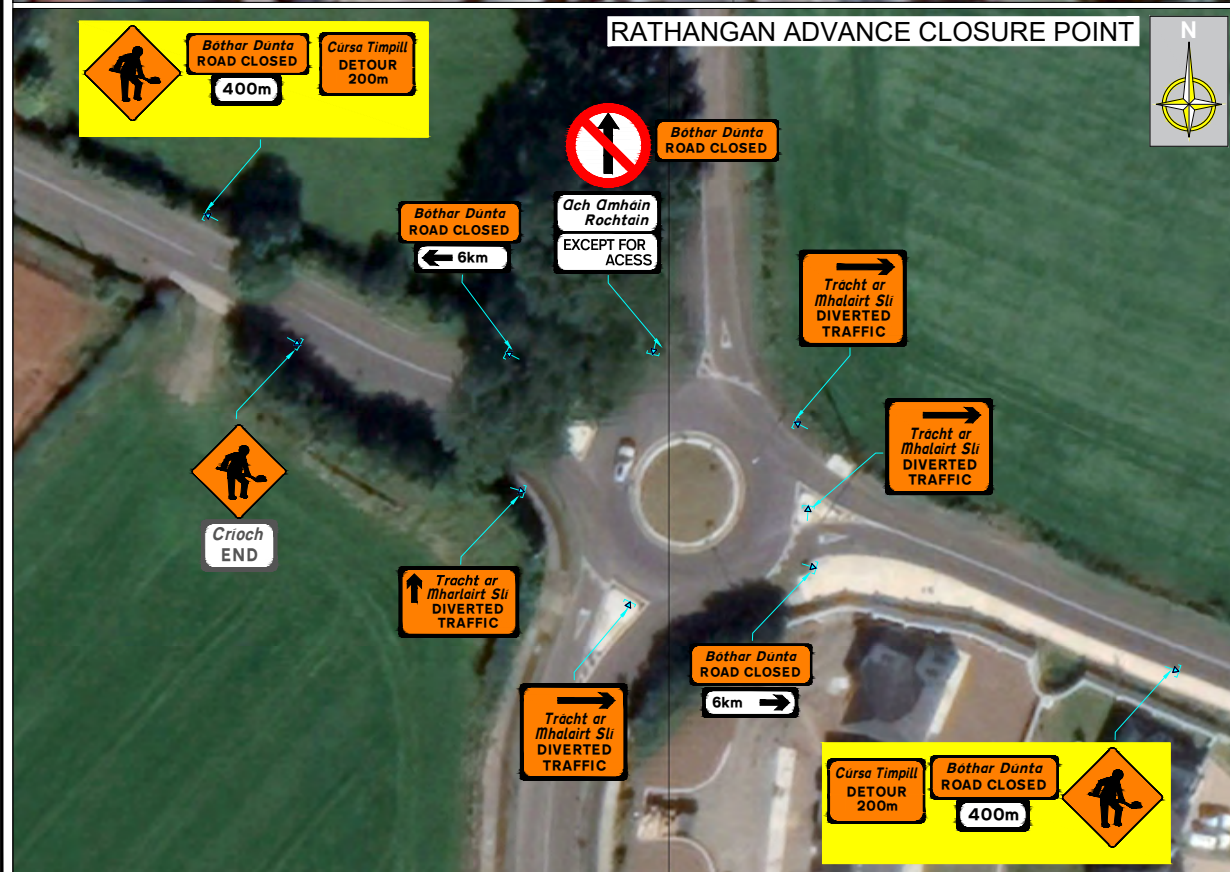 RATHANGAN ADVANCE CLOSURE POINT
N
Bóthar Dúnta
ROAD CLOSED
400m
Cúrsa Timpill
DETOUR
200m
Bóthar Dúnta
ROAD CLOSED
Ach Amháin
Rochtain
EXCEPT FOR
ACESS
Bóthar Dúnta
ROAD CLOSED
6km
Trácht ar
Mhalairt Slí
DIVERTED
TRAFFIC
Trácht ar
Mhalairt Slí
DIVERTED
TRAFFIC
Críoch
END
Tracht ar
Mharlairt Slí
DIVERTED
TRAFFIC
Bóthar Dúnta
ROAD CLOSED
6km
Trácht ar
Mhalairt Slí
DIVERTED
TRAFFIC
Cúrsa Timpill
DETOUR
200m
Bóthar Dúnta
ROAD CLOSED
400m